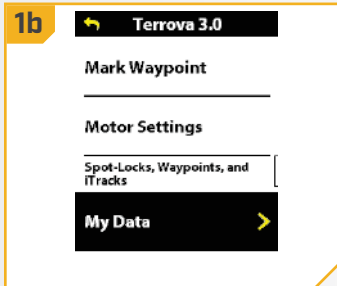 1b
Terrova 3.0
Mark Waypoint
Motor Settings
Spot-Locks, Waypoints, and
iTracks
My Data